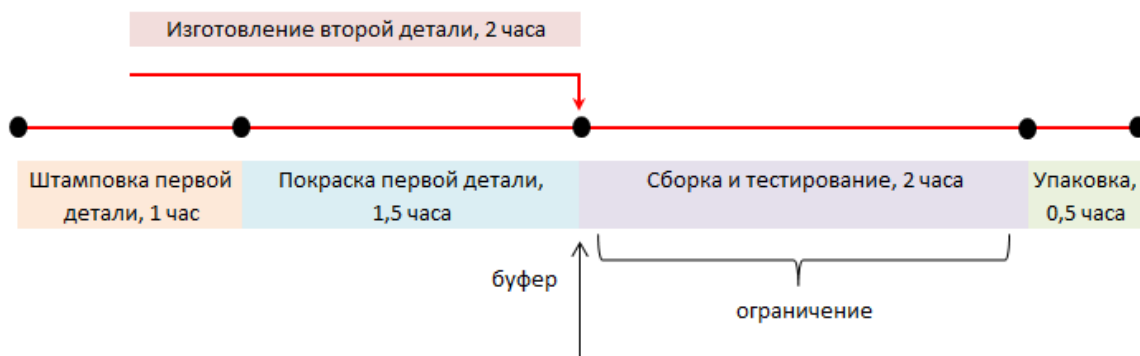 Изготовление второй детали, 2 часа
Штамповка первой
детали, 1 час
Покраска первой детали,
1,5 часа
Сборка и тестирование, 2 часа
Упаковка,
0,5 часа
буфер
ограничение